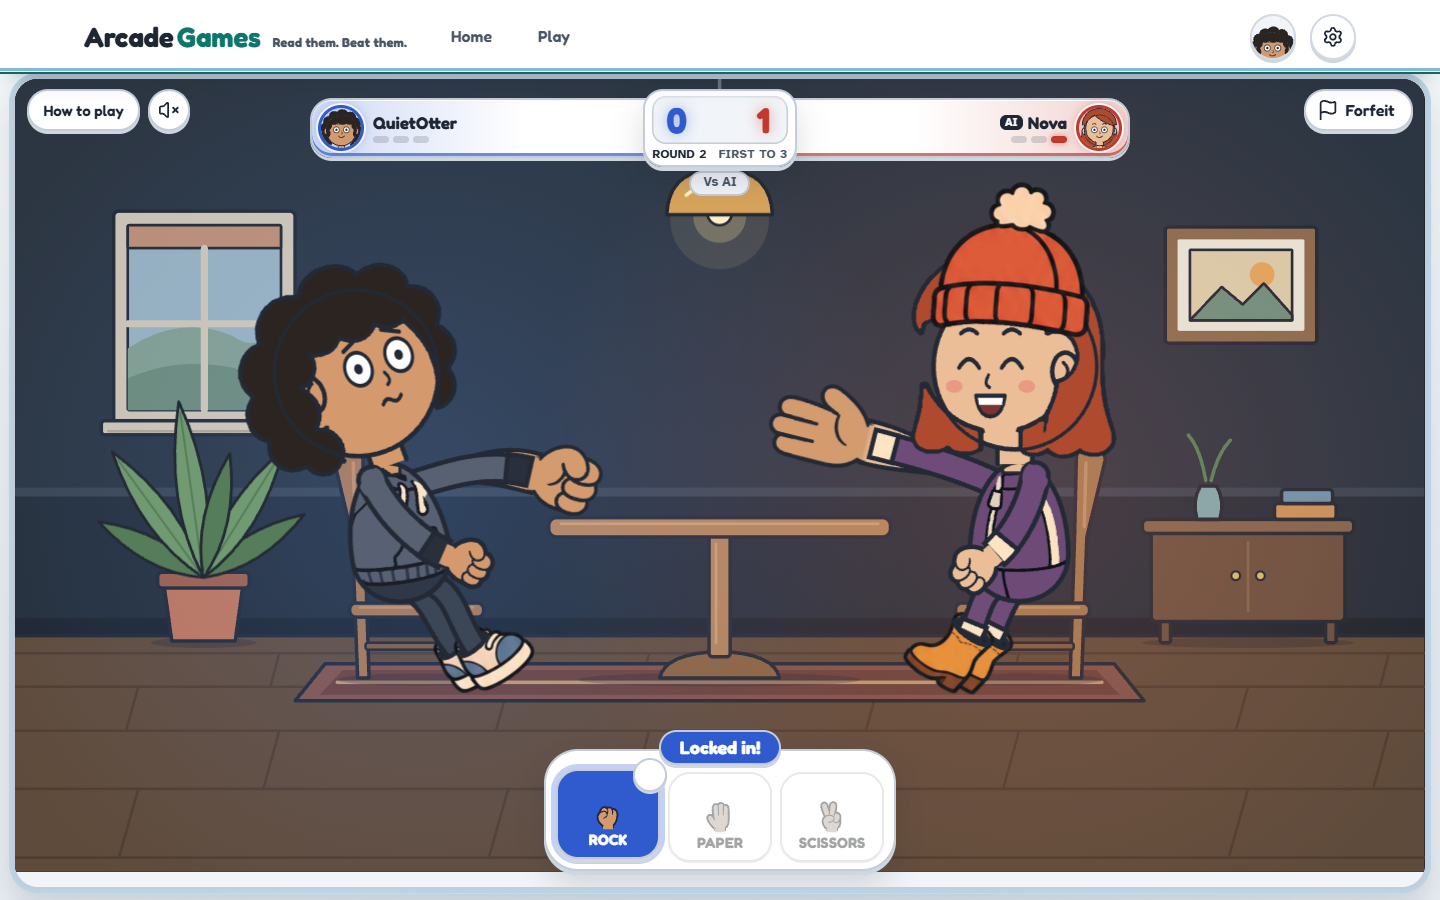 Arcade Games Read them. Beat them. Home Play
How to play
QuietOtter
0 1
ROUND 2 FIRST TO 3
Vs AI
AI Nova
Forfeit
Locked in!
ROCK
PAPER
SCISSORS